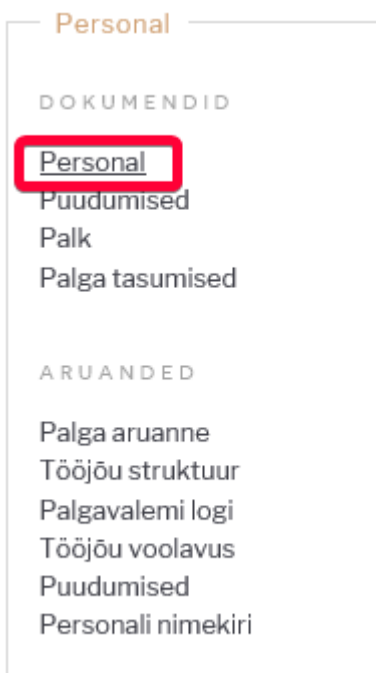 Personal
DOKUMENDID
Personal
Puudumised
Palk
Palga tasumised
ARUANDED
Palga aruanne
Tööjõu struktuur
Palgavalemi logi
Tööjõu voolavus
Puudumised
Personali nimekiri